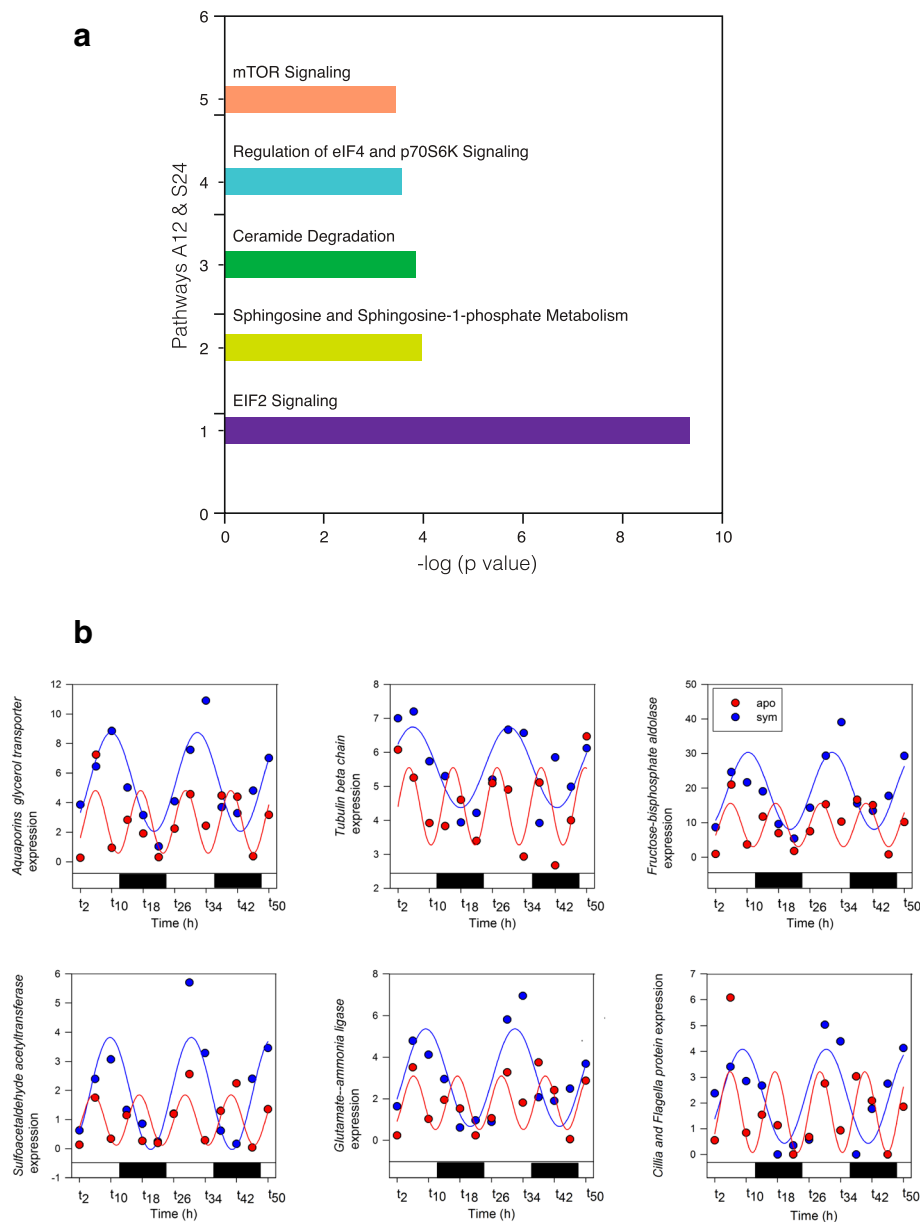 a
6
mTOR Signaling
5
Regulation of eIF4 and p70S6K Signaling
4
Ceramide Degradation
3
Sphingosine and Sphingosine-1-phosphate Metabolism
2
EIF2 Signaling
1
0
Pathways A12 & S24
0 2 4 6 8 10
-log (p value)
b
Aquaporins glycerol transporter
expression
12
10
8
6
4
2
0
t2 t10 t18 t26 t34 t42 t50
Time (h)
Tubulin beta chain
expression
8
7
6
5
4
3
2
t2 t10 t18 t26 t34 t42 t50
Time (h)
Fructose-bisphosphate aldolase
expression
50
40
30
20
10
0
apo
sym
t2 t10 t18 t26 t34 t42 t50
Time (h)
Sulfoacetaldehyde acetyltransferase
expression
6
5
4
3
2
1
0
-1
t2 t10 t18 t26 t34 t42 t50
Time (h)
Glutamate--ammonia ligase
expression
8
6
4
2
0
t2 t10 t18 t26 t34 t42 t50
Time (h)
Cillia and Flagella protein expression
7
6
5
4
3
2
1
0
t2 t10 t18 t26 t34 t42 t50
Time (h)